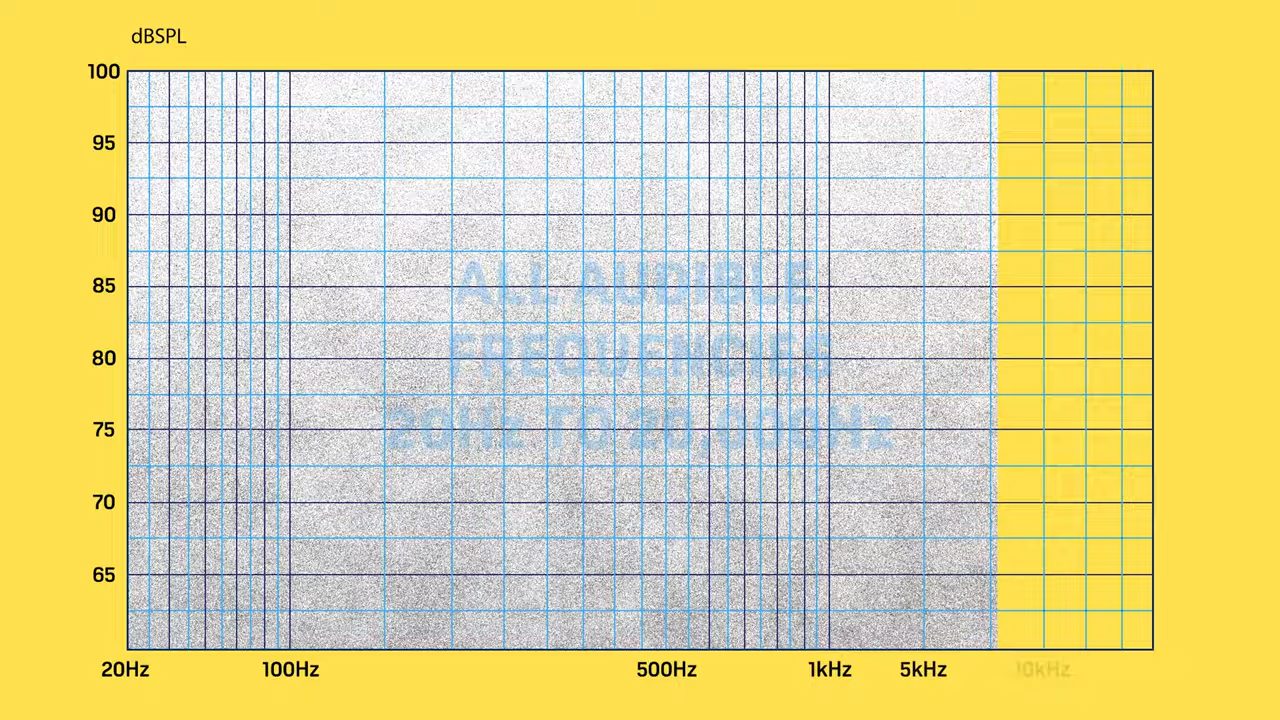 dBSPL
100
95
90
85
80
75
70
65
ALL AUDIBLE
FREQUENCIES
20Hz TO 20,000Hz
20Hz 100Hz 500Hz 1kHz 5kHz 10kHz